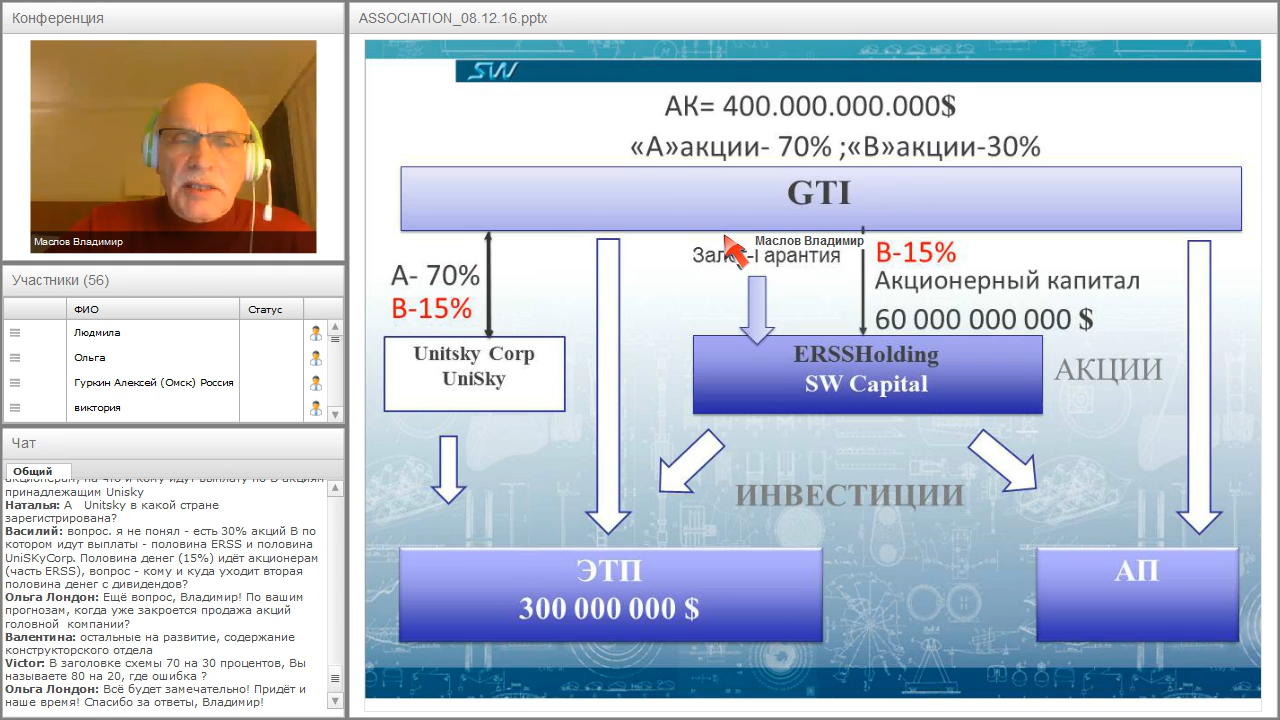 Конференция
Маслов Владимир
Участники (56)
ФИО
Статус
Людмила
Ольга
Гуркин Алексей (Омск) Россия
виктория
Чат
Общий
принадлежащим Unisky
Наталья: А Unitsky в какой стране
зарегистрирована?
Василий: вопрос. я не понял - есть 30% акций В по
котором идут выплаты - половина ERSS и половина
UniSKyCorp. Половина денег (15%) идёт акционерам
(часть ERSS), вопрос - кому и куда уходит вторая
половина денег с дивидендов?
Ольга Лондон: Ещё вопрос, Владимир! По вашим
прогнозам, когда уже закроется продажа акций
головной компании?
Валентина: остальные на развитие, содержание
конструкторского отдела
Victor: В заголовке схемы 70 на 30 процентов, Вы
называете 80 на 20, где ошибка ?
Ольга Лондон: Всё будет замечательно! Придёт и
наше время! Спасибо за ответы, Владимир!
ASSOCIATION_08.12.16.pptx
SW
АК= 400.000.000.000$
«А»акции- 70% ;«В»акции-30%
GTI
Маслов Владимир
А- 70%
В-15%
В-15%
Акционерный капитал
60 000 000 000 $
Unitsky Corp
UniSky
ERSSHolding
SW Capital
АКЦИИ
ИНВЕСТИЦИИ
ЭТП
300 000 000 $
АП